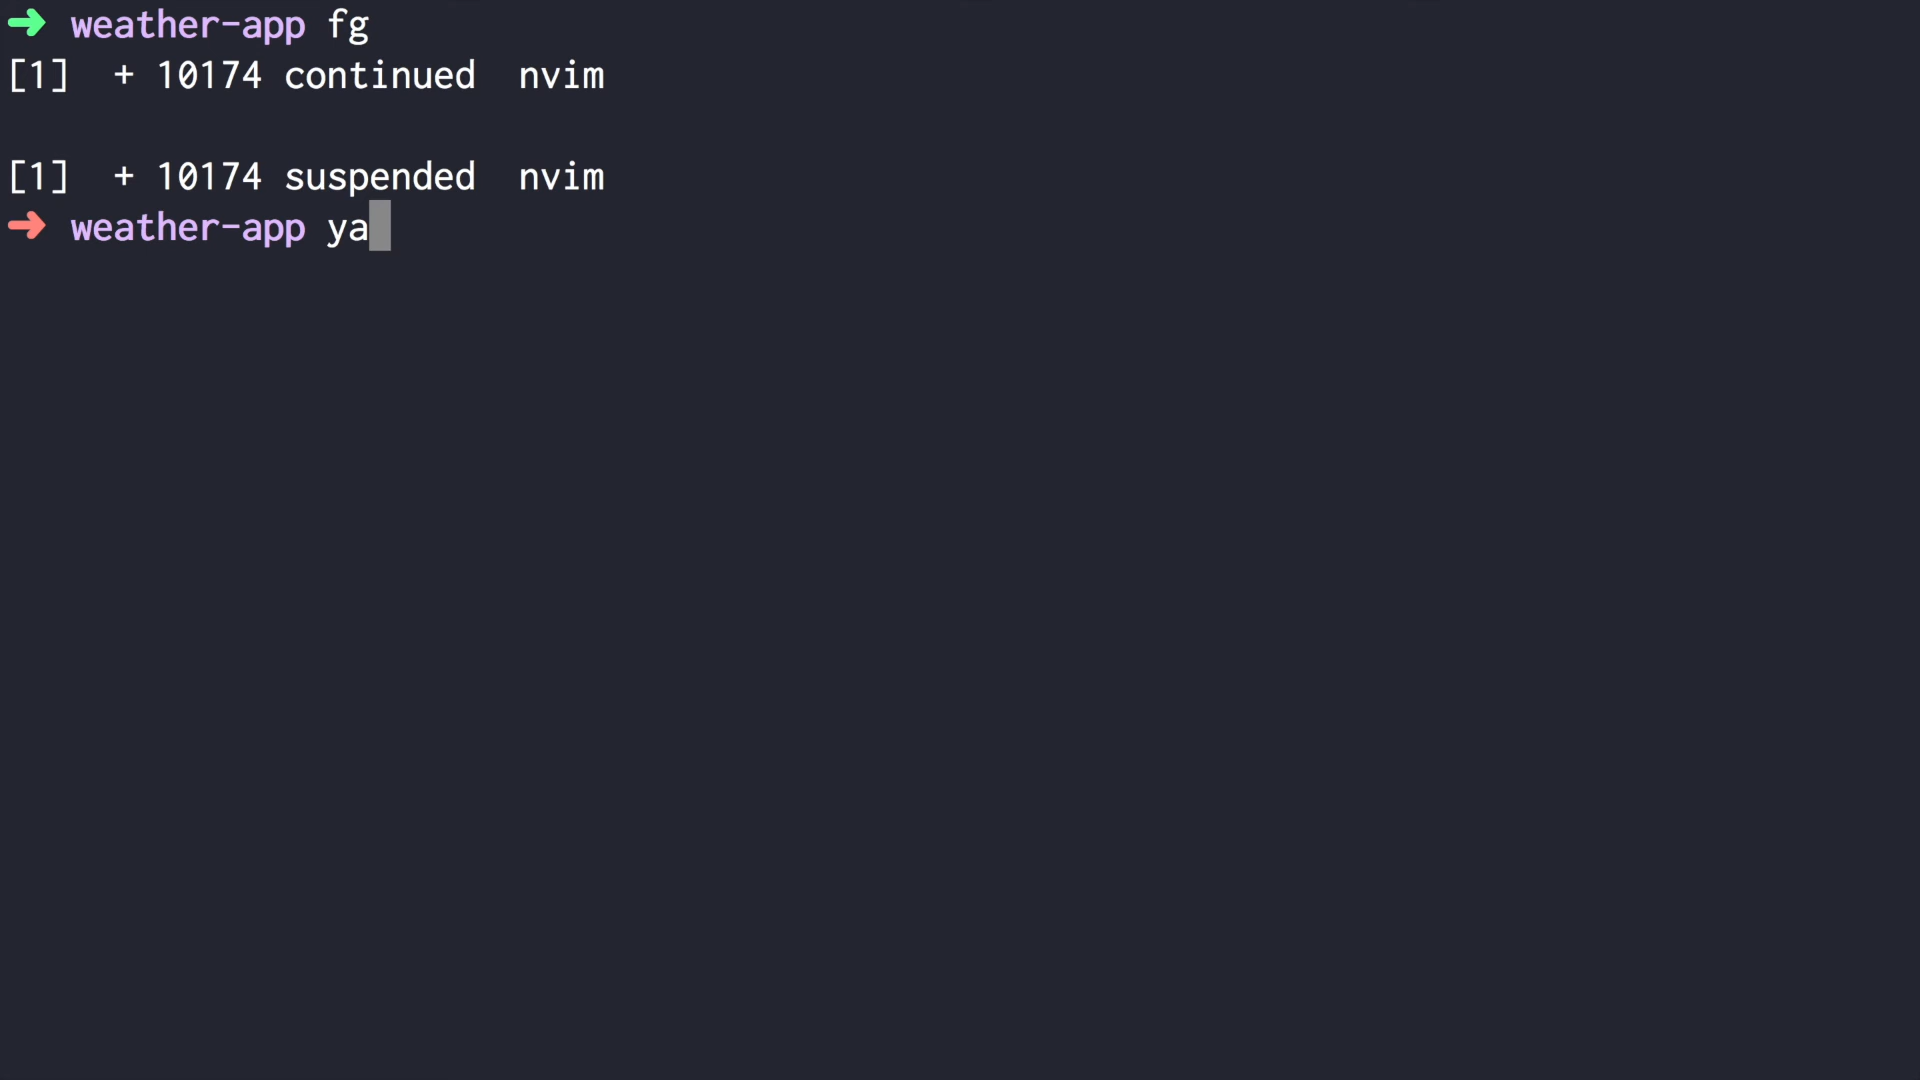 ➜ weather-app fg
[1]  + 10174 continued  nvim

[1]  + 10174 suspended  nvim
➜ weather-app ya